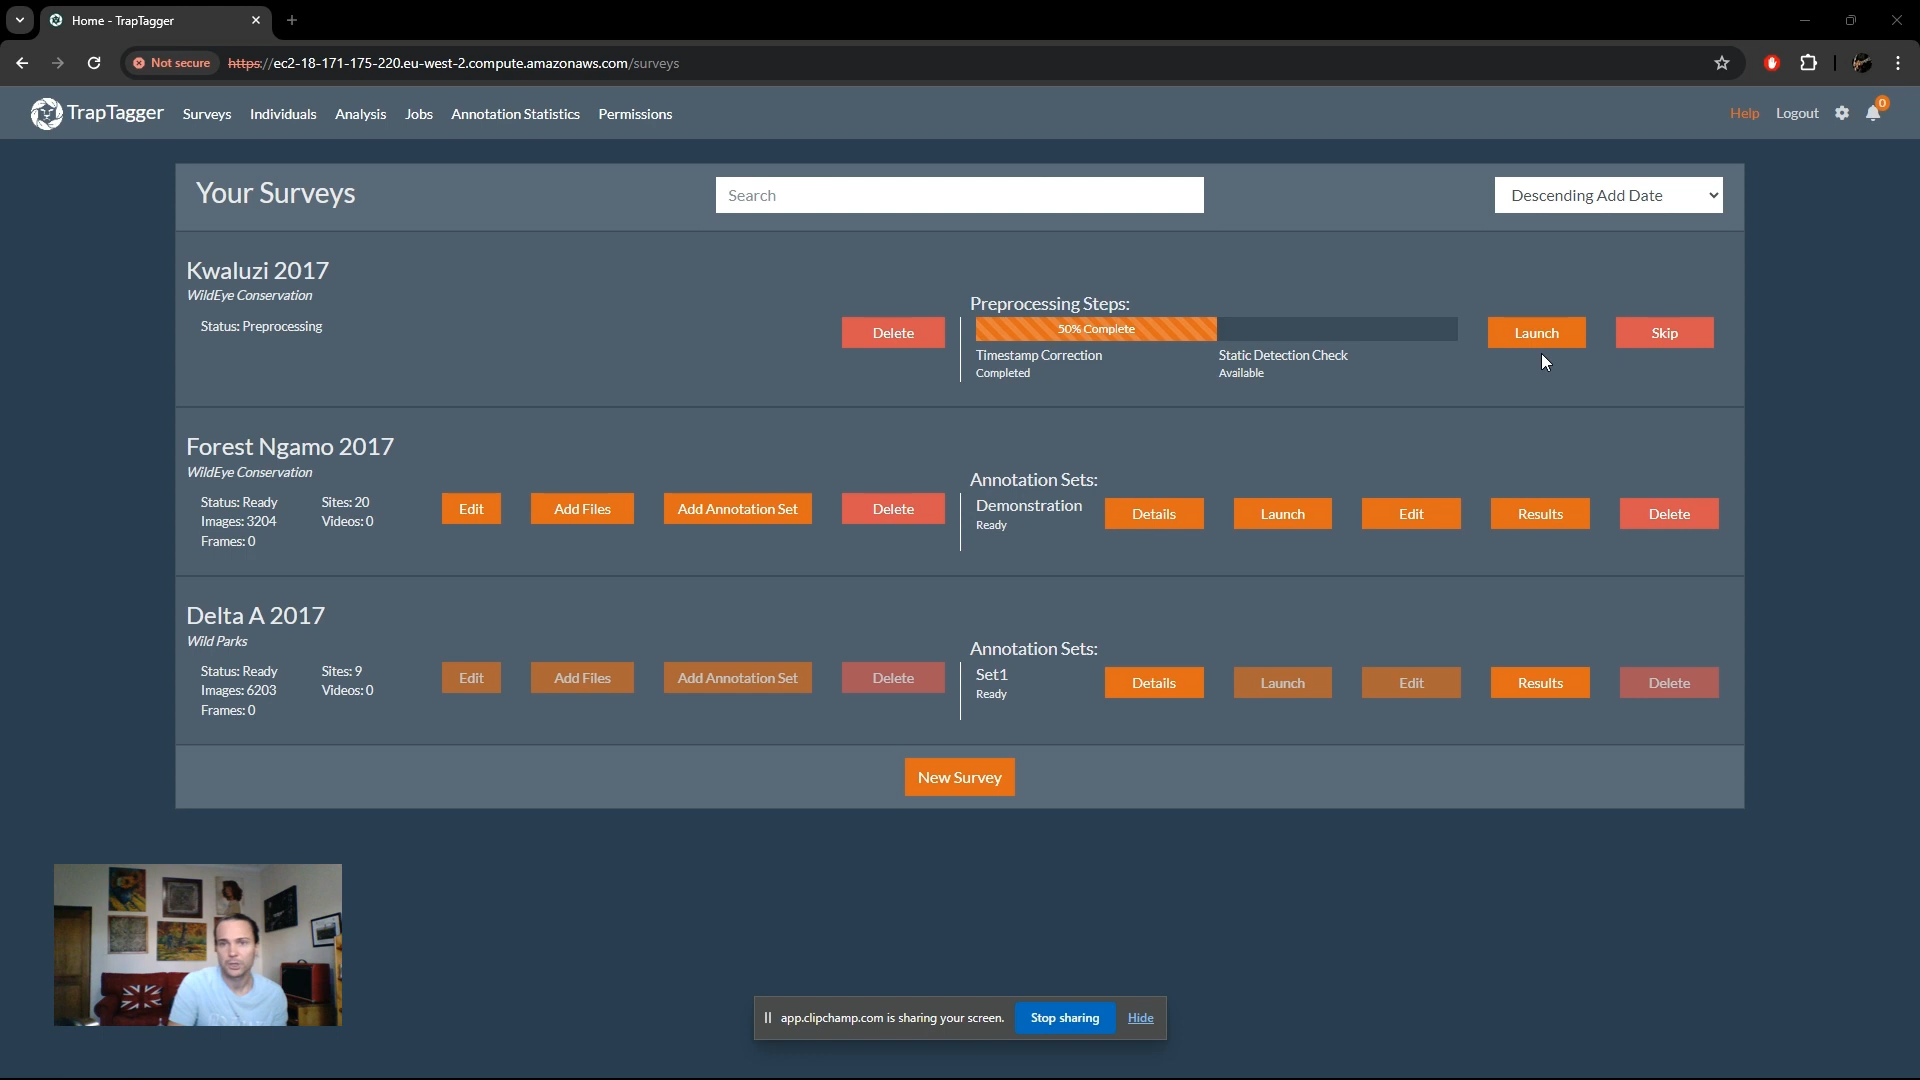 Home - TrapTagger
Not secure https://ec2-18-171-175-220.eu-west-2.compute.amazonaws.com/surveys
TrapTagger Surveys Individuals Analysis Jobs Annotation Statistics Permissions Help Logout 0
Your Surveys Search Descending Add Date
Kwaluzi 2017
WildEye Conservation
Status: Preprocessing
Delete
Preprocessing Steps:
50% Complete
Timestamp Correction Static Detection Check
Completed Available
Launch Skip
Forest Ngamo 2017
WildEye Conservation
Status: Ready Sites: 20
Images: 3204 Videos: 0
Frames: 0
Edit Add Files Add Annotation Set Delete
Annotation Sets:
Demonstration
Ready
Details Launch Edit Results Delete
Delta A 2017
Wild Parks
Status: Ready Sites: 9
Images: 6203 Videos: 0
Frames: 0
Edit Add Files Add Annotation Set Delete
Annotation Sets:
Set1
Ready
Details Launch Edit Results Delete
New Survey
app.clipchamp.com is sharing your screen. Stop sharing Hide